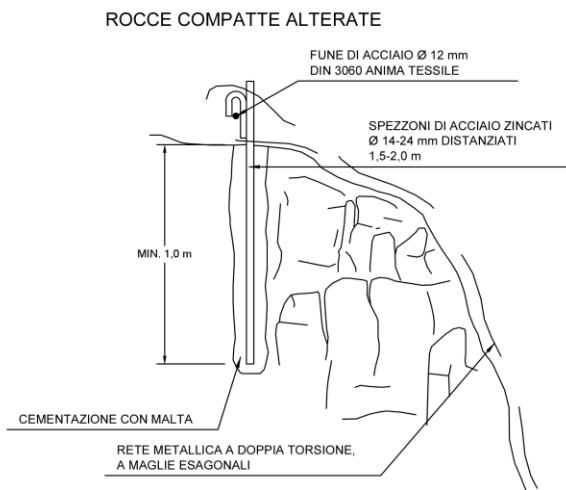 ROCCE COMPATTE ALTERATE
FUNE DI ACCIAIO Ø 12 mm
DIN 3060 ANIMA TESSILE
SPEZZONI DI ACCIAIO ZINCATI
Ø 14-24 mm DISTANZIATI
1,5-2,0 m
MIN. 1,0 m
CEMENTAZIONE CON MALTA
RETE METALLICA A DOPPIA TORSIONE,
A MAGLIE ESAGONALI